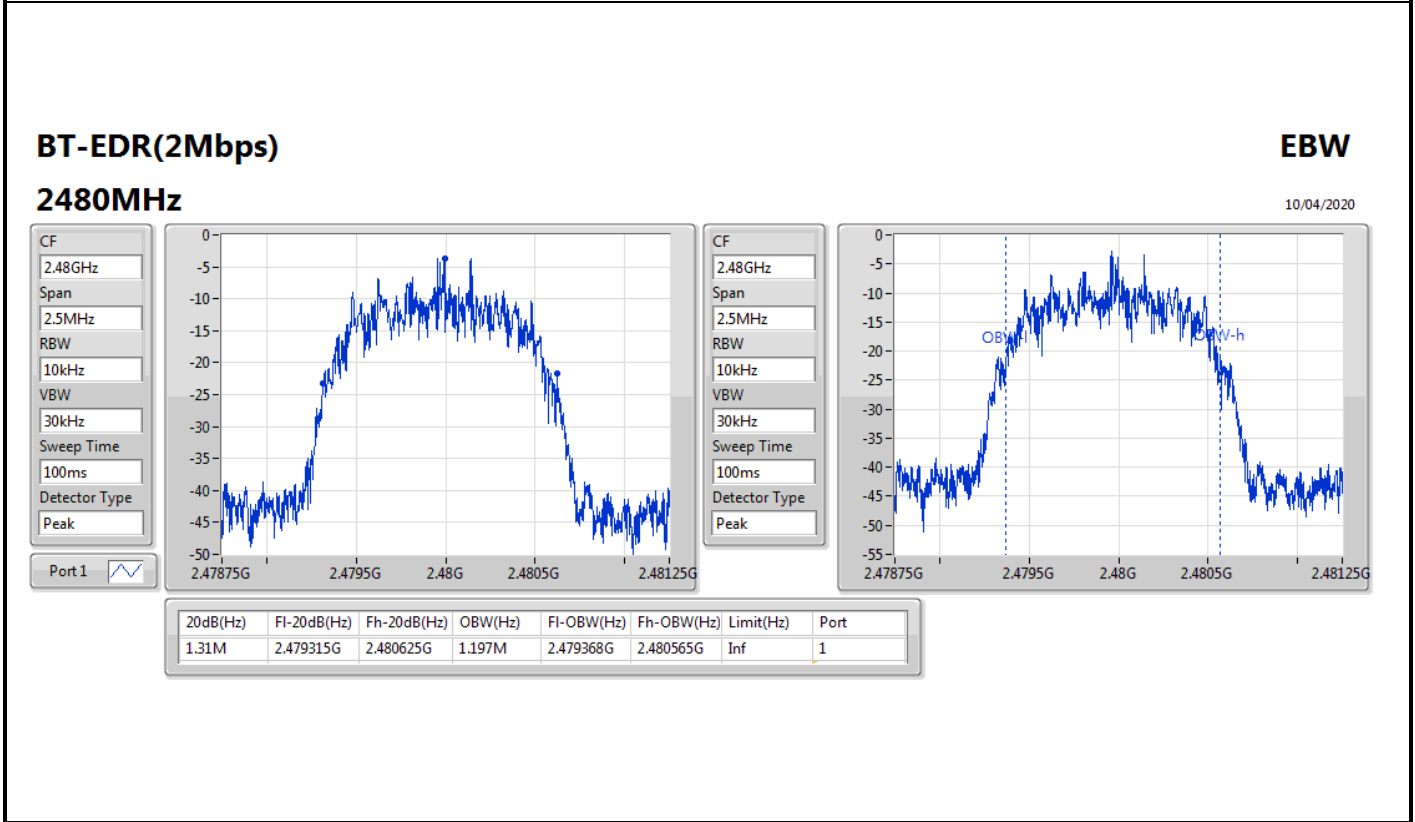 BT-EDR(2Mbps)
EBW
2480MHz
10/04/2020
CF
2.48GHz
Span
2.5MHz
RBW
10kHz
VBW
30kHz
Sweep Time
100ms
Detector Type
Peak
Port 1
0
-5
-10
-15
-20
-25
-30
-35
-40
-45
-50
2.47875G 2.4795G 2.48G 2.4805G 2.48125G
CF
2.48GHz
Span
2.5MHz
RBW
10kHz
VBW
30kHz
Sweep Time
100ms
Detector Type
Peak
0
-5
-10
-15
-20
-25
-30
-35
-40
-45
-50
-55
OBW-l OBW-h
2.47875G 2.4795G 2.48G 2.4805G 2.48125G
20dB(Hz) Fl-20dB(Hz) Fh-20dB(Hz) OBW(Hz) Fl-OBW(Hz) Fh-OBW(Hz) Limit(Hz) Port
1.31M 2.479315G 2.480625G 1.197M 2.479368G 2.480565G Inf 1